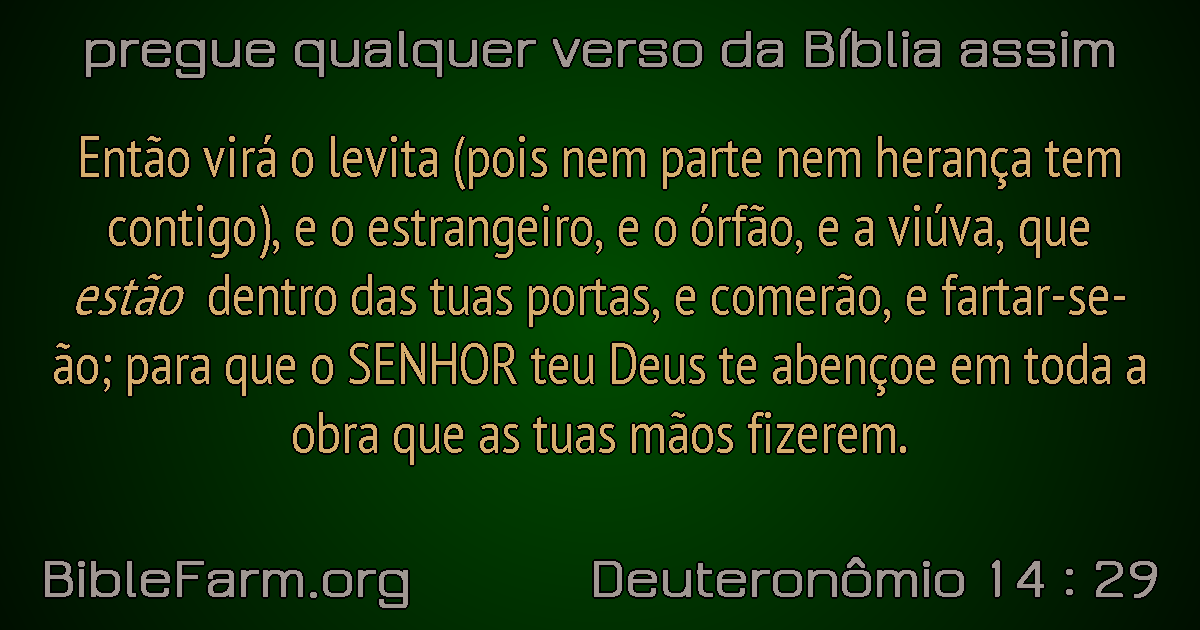 pregue qualquer verso da Bíblia assim
Então virá o levita (pois nem parte nem herança tem
contigo), e o estrangeiro, e o órfão, e a viúva, que
estão dentro das tuas portas, e comerão, e fartar-se-
ão; para que o SENHOR teu Deus te abençoe em toda a
obra que as tuas mãos fizerem.
BibleFarm.org
Deuteronômio 14 : 29